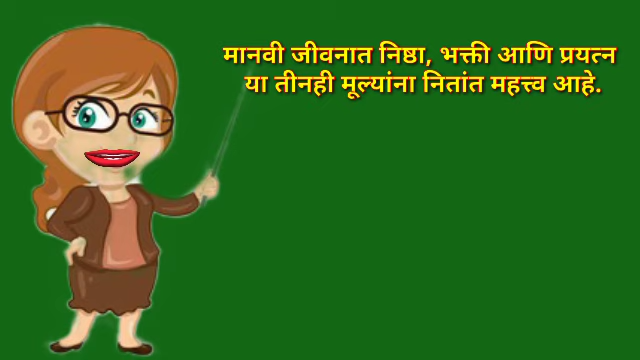 मानवी जीवनात निष्ठा, भक्ती आणि प्रयत्न
या तीनही मूल्यांना नितांत महत्त्व आहे.